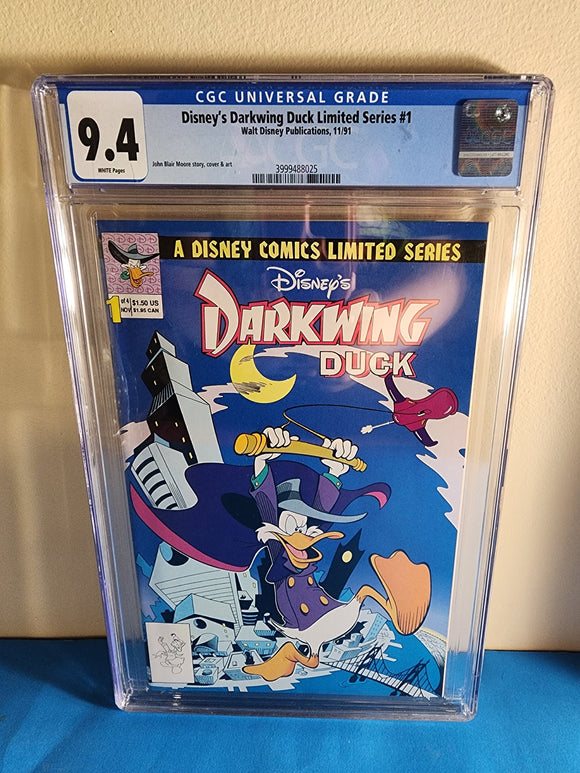 CGC UNIVERSAL GRADE
9.4
WHITE Pages
Disney's Darkwing Duck Limited Series #1
Walt Disney Publications, 11/91
John Blair Moore story, cover & art
3999488025
A DISNEY COMICS LIMITED SERIES
DISNEY'S
DARKWING
DUCK
1 of 4
NOV
$1.50 US
$1.95 CAN